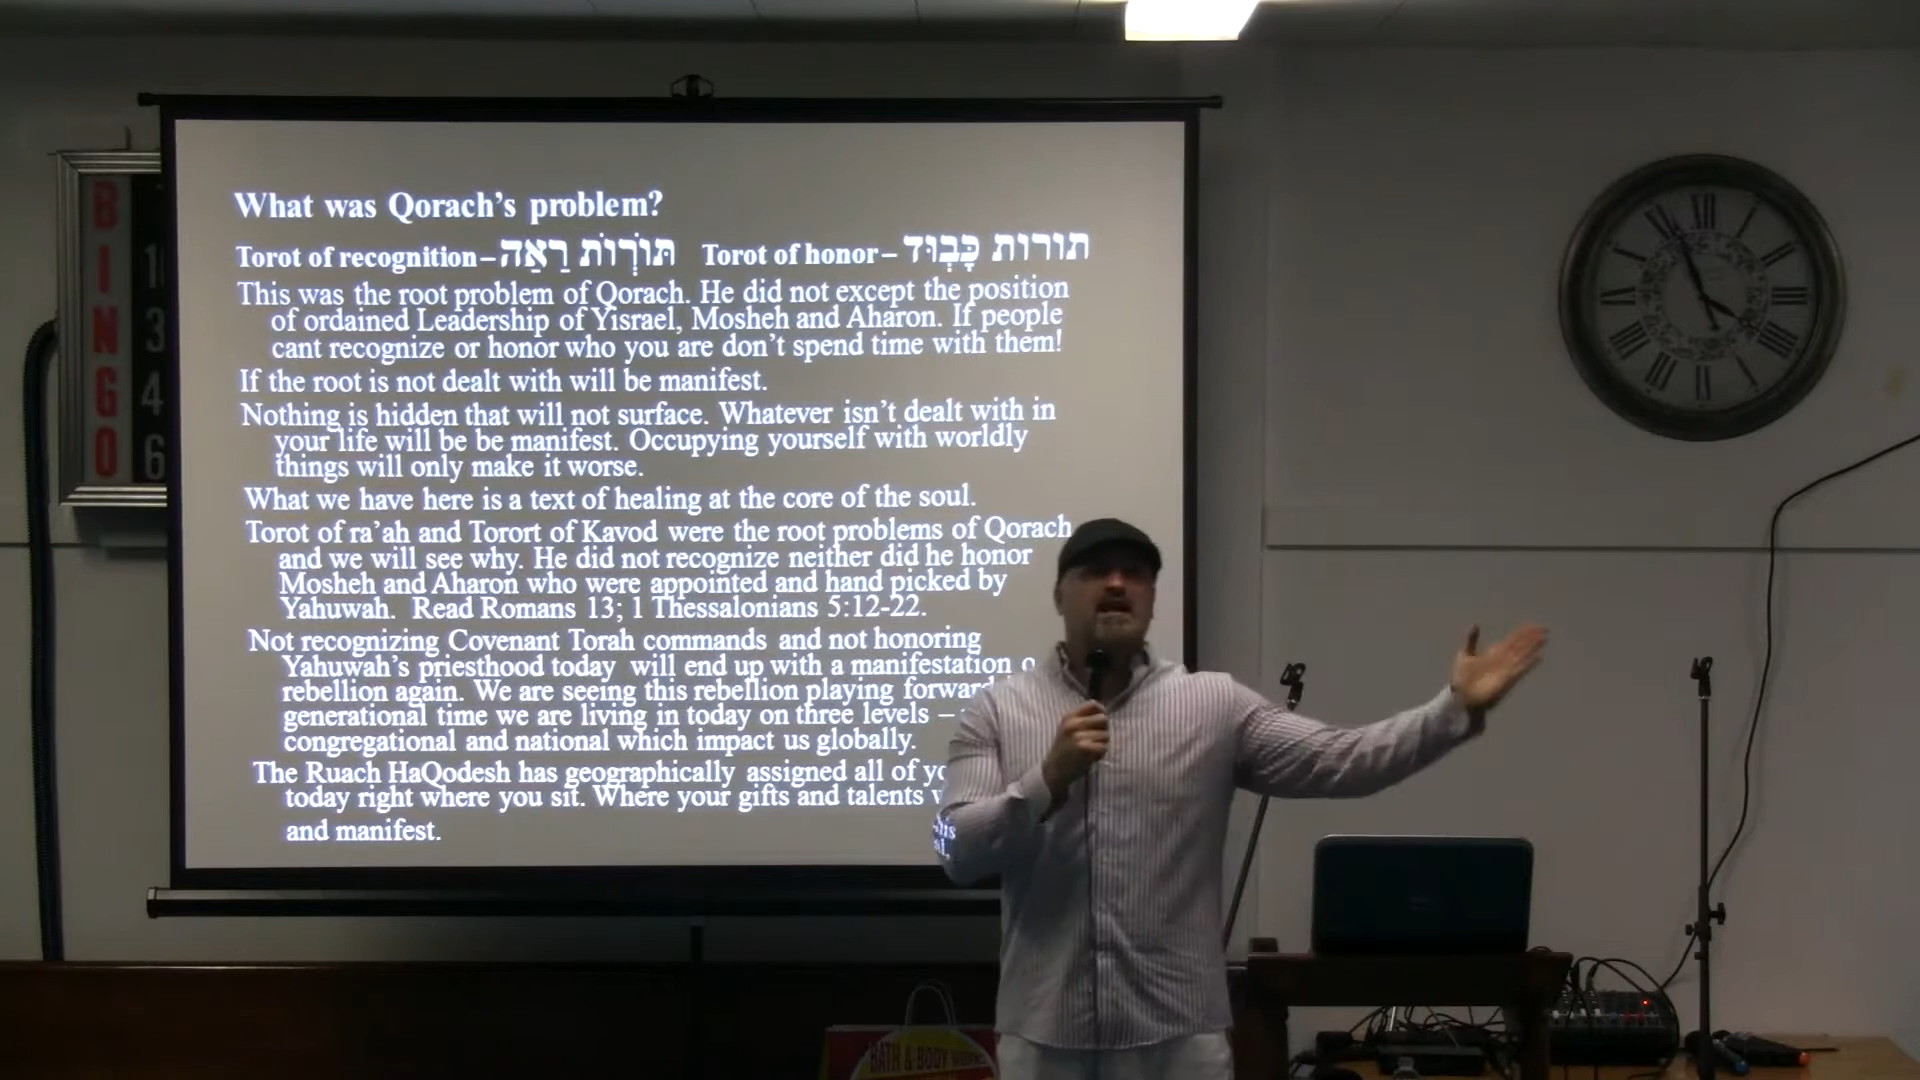 What was Qorach's problem?
Torot of recognition – תּוֹרוֹת רַאַה Torot of honor – תורות כָּבְוּד
This was the root problem of Qorach. He did not except the position
of ordained Leadership of Yisrael, Mosheh and Aharon. If people
cant recognize or honor who you are don't spend time with them!
If the root is not dealt with will be manifest.
Nothing is hidden that will not surface. Whatever isn't dealt with in
your life will be be manifest. Occupying yourself with worldly
things will only make it worse.
What we have here is a text of healing at the core of the soul.
Torot of ra'ah and Torort of Kavod were the root problems of Qorach
and we will see why. He did not recognize neither did he honor
Mosheh and Aharon who were appointed and hand picked by
Yahuwah. Read Romans 13; 1 Thessalonians 5:12-22.
Not recognizing Covenant Torah commands and not honoring
Yahuwah's priesthood today will end up with a manifestation
rebellion again. We are seeing this rebellion playing forward
generational time we are living in today on three levels –
congregational and national which impact us globally.
The Ruach HaQodesh has geographically assigned all of
today right where you sit. Where your gifts and talents
and manifest.
BINGO
1
3
4
6
BATH & BODY